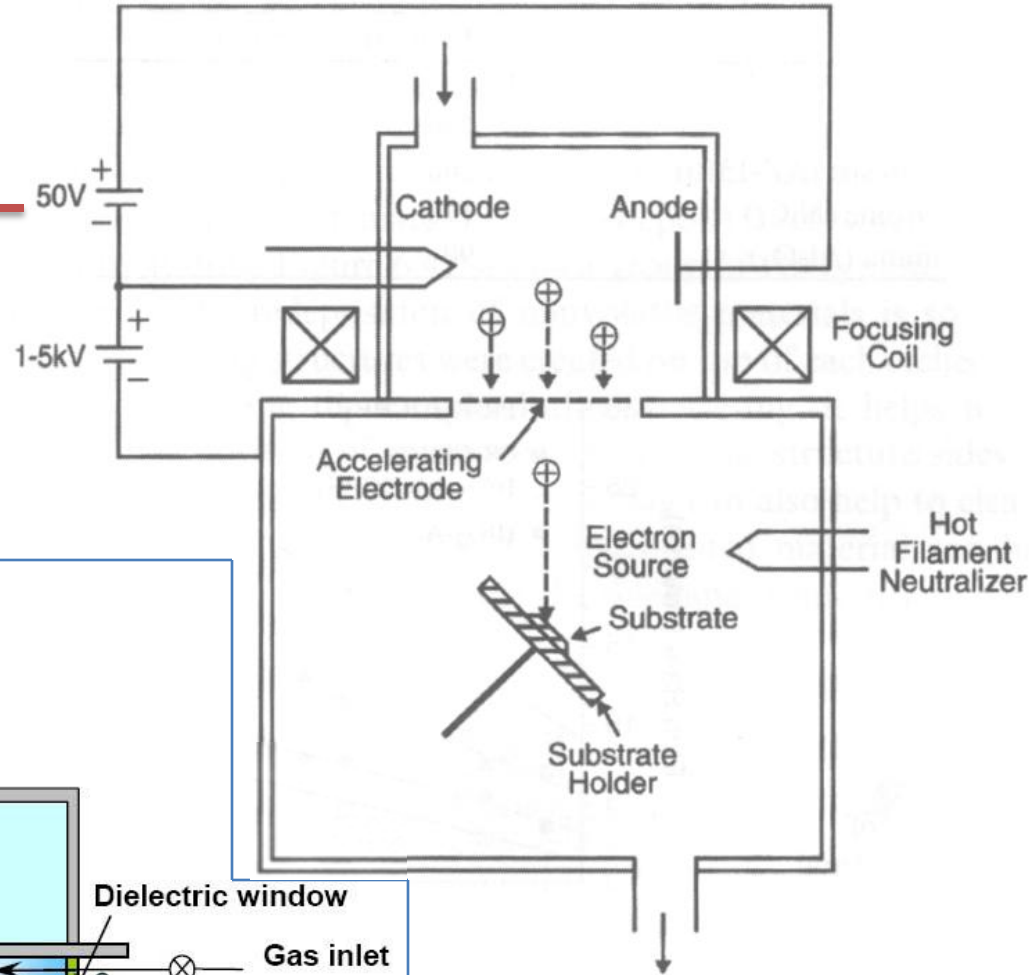 +
50V
−
Cathode
Anode
+
1-5kV
−
Focusing
Coil
Accelerating
Electrode
Electron
Source
Hot
Filament
Neutralizer
Substrate
Substrate
Holder
Dielectric window
Gas inlet